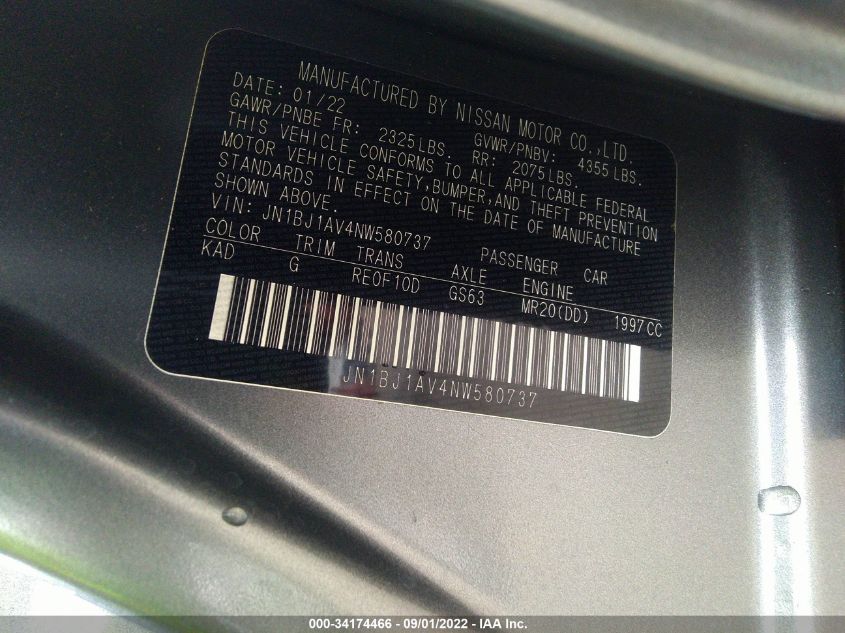 MANUFACTURED BY NISSAN MOTOR CO.,LTD.
DATE: 01/22 GVWR/PNBV: 4355LBS.
GAWR/PNBE FR: 2325LBS. RR: 2075LBS.
THIS VEHICLE CONFORMS TO ALL APPLICABLE FEDERAL
MOTOR VEHICLE SAFETY,BUMPER,AND THEFT PREVENTION
STANDARDS IN EFFECT ON THE DATE OF MANUFACTURE
SHOWN ABOVE.
VIN: JN1BJ1AV4NW580737 PASSENGER CAR
COLOR TRIM TRANS AXLE ENGINE
KAD G RE0F10D GS63 MR20(DD) 1997CC
JN1BJ1AV4NW580737
000-34174466 - 09/01/2022 - IAA Inc.